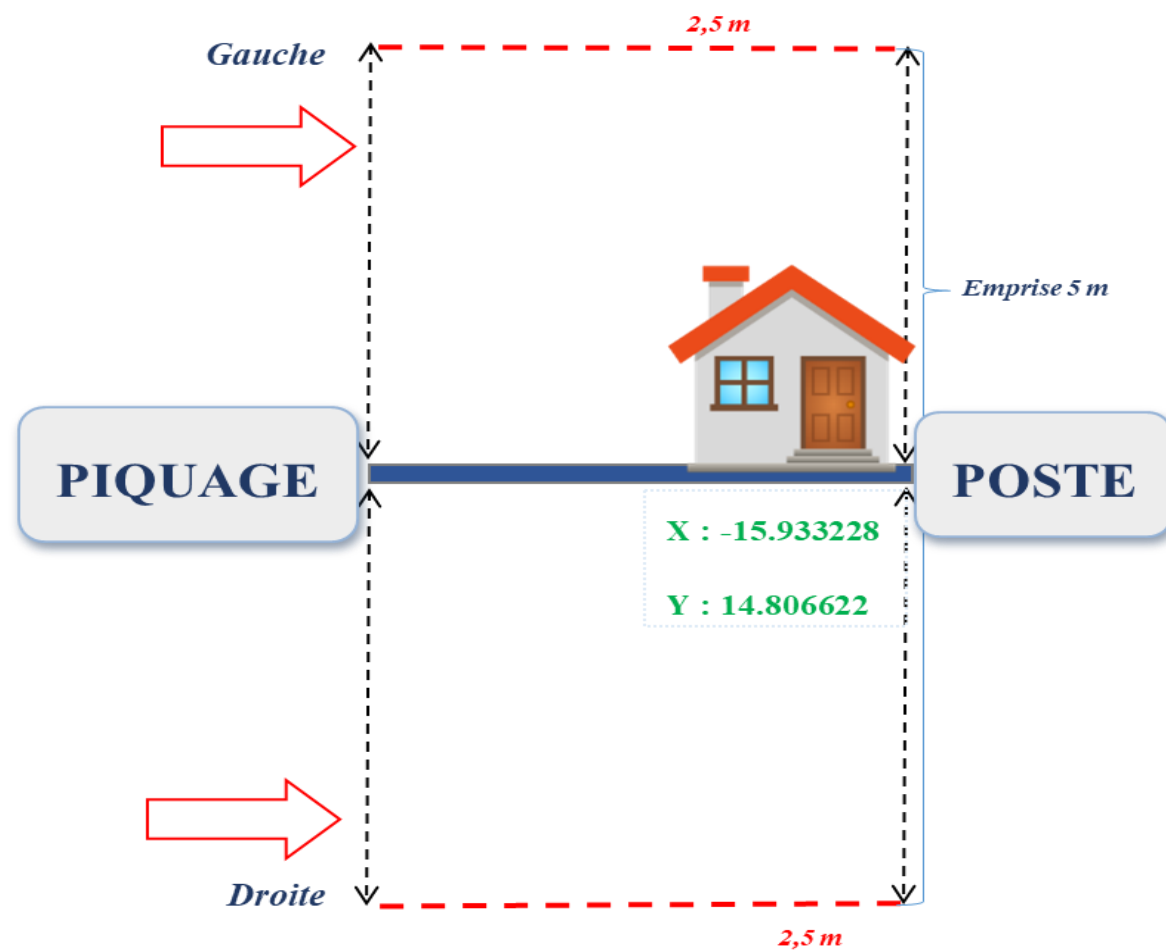 2,5 m
Gauche
Emprise 5 m
PIQUAGE
POSTE
X : -15.933228
Y : 14.806622
Droite
2,5 m